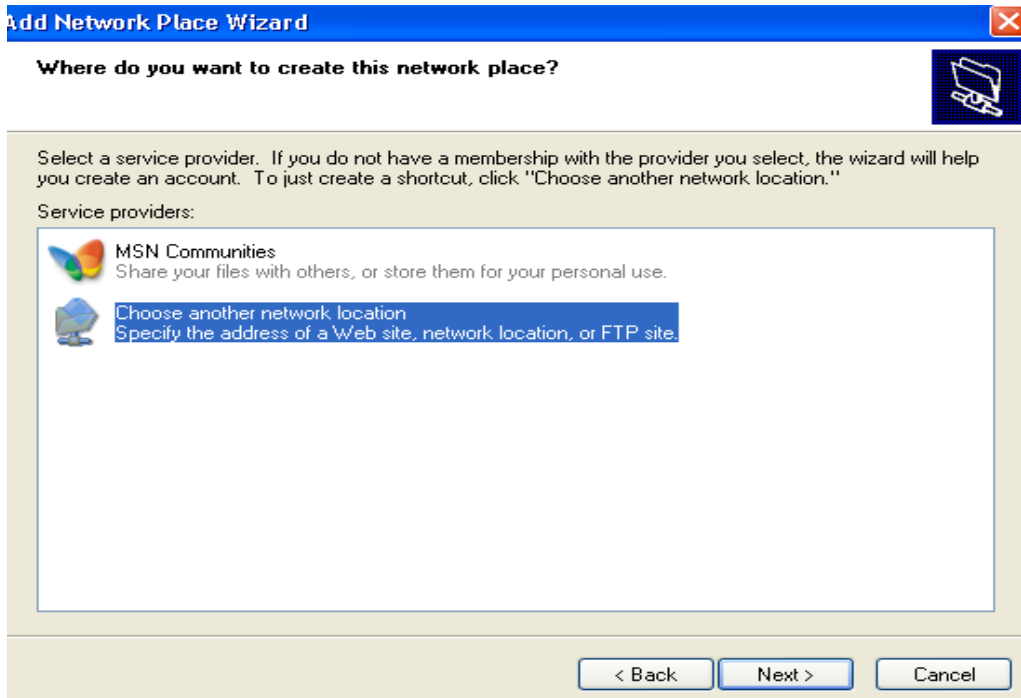 Add Network Place Wizard
Where do you want to create this network place?
Select a service provider.  If you do not have a membership with the provider you select, the wizard will help
you create an account.  To just create a shortcut, click "Choose another network location."
Service providers:
MSN Communities
Share your files with others, or store them for your personal use.
Choose another network location
Specify the address of a Web site, network location, or FTP site.
< Back
Next >
Cancel